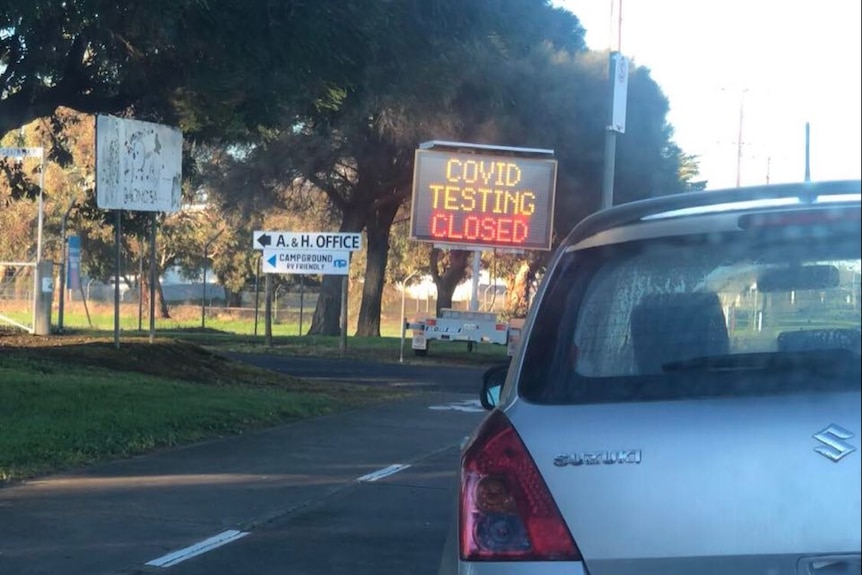 COVID
TESTING
CLOSED
A. & H. OFFICE
CAMPGROUND
RV FRIENDLY
SUZUKI